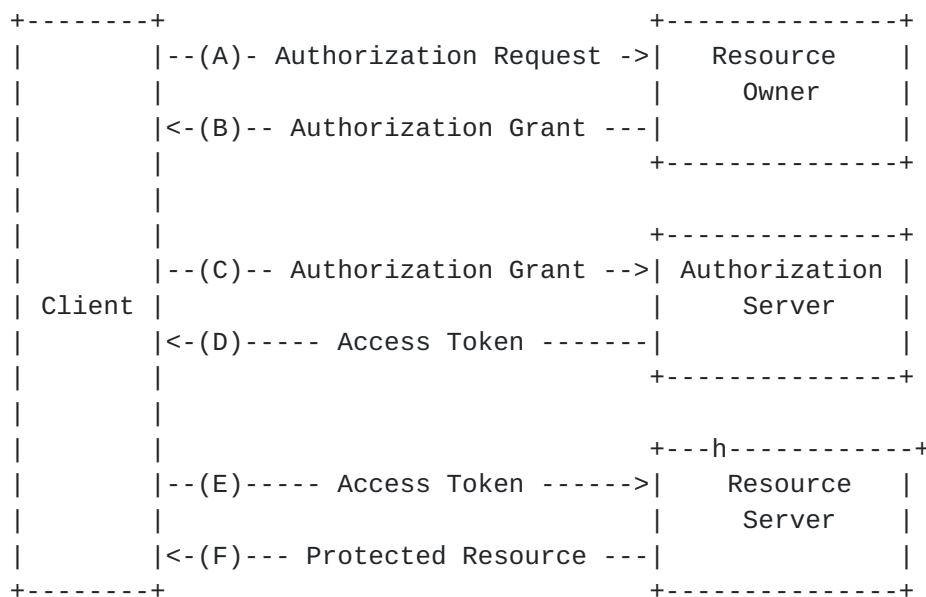 +--------+                               +---------------+
|        |--(A)- Authorization Request ->|   Resource    |
|        |                               |     Owner     |
|        |<-(B)-- Authorization Grant ---|               |
|        |                               +---------------+
|        |
|        |                               +---------------+
|        |--(C)-- Authorization Grant -->| Authorization |
| Client |                               |     Server    |
|        |<-(D)----- Access Token -------|               |
|        |                               +---------------+
|        |
|        |                               +---h------------+
|        |--(E)----- Access Token ------>|    Resource   |
|        |                               |     Server    |
|        |<-(F)--- Protected Resource ---|               |
+--------+                               +---------------+